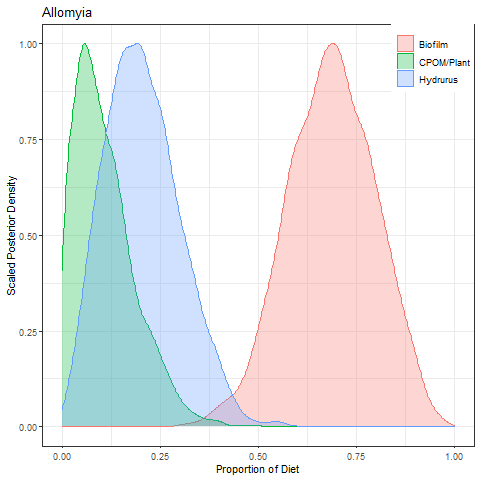 Allomyia
Biofilm
CPOM/Plant
Hydrurus
Scaled Posterior Density
1.00
0.75
0.50
0.25
0.00
0.00 0.25 0.50 0.75 1.00
Proportion of Diet